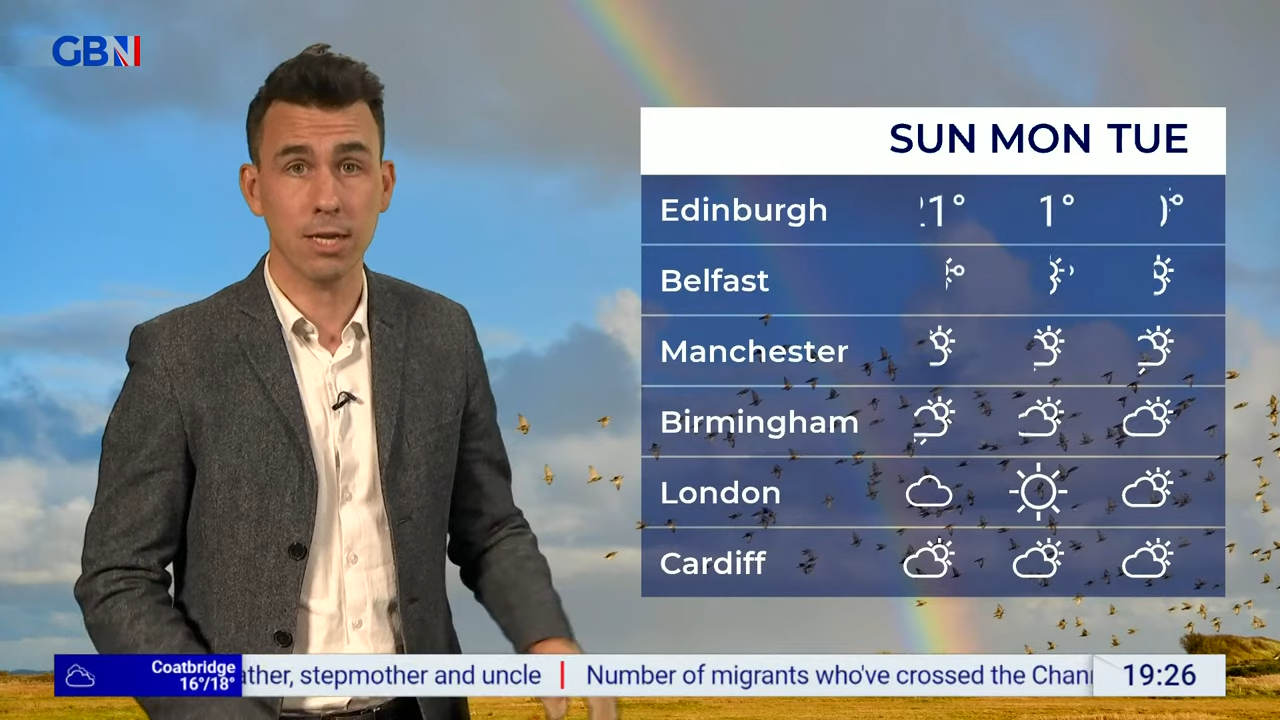 GBN
SUN MON TUE
Edinburgh
Belfast
Manchester
Birmingham
London
Cardiff
Coatbridge
16°/18°
ather, stepmother and uncle | Number of migrants who've crossed the Chan
19:26